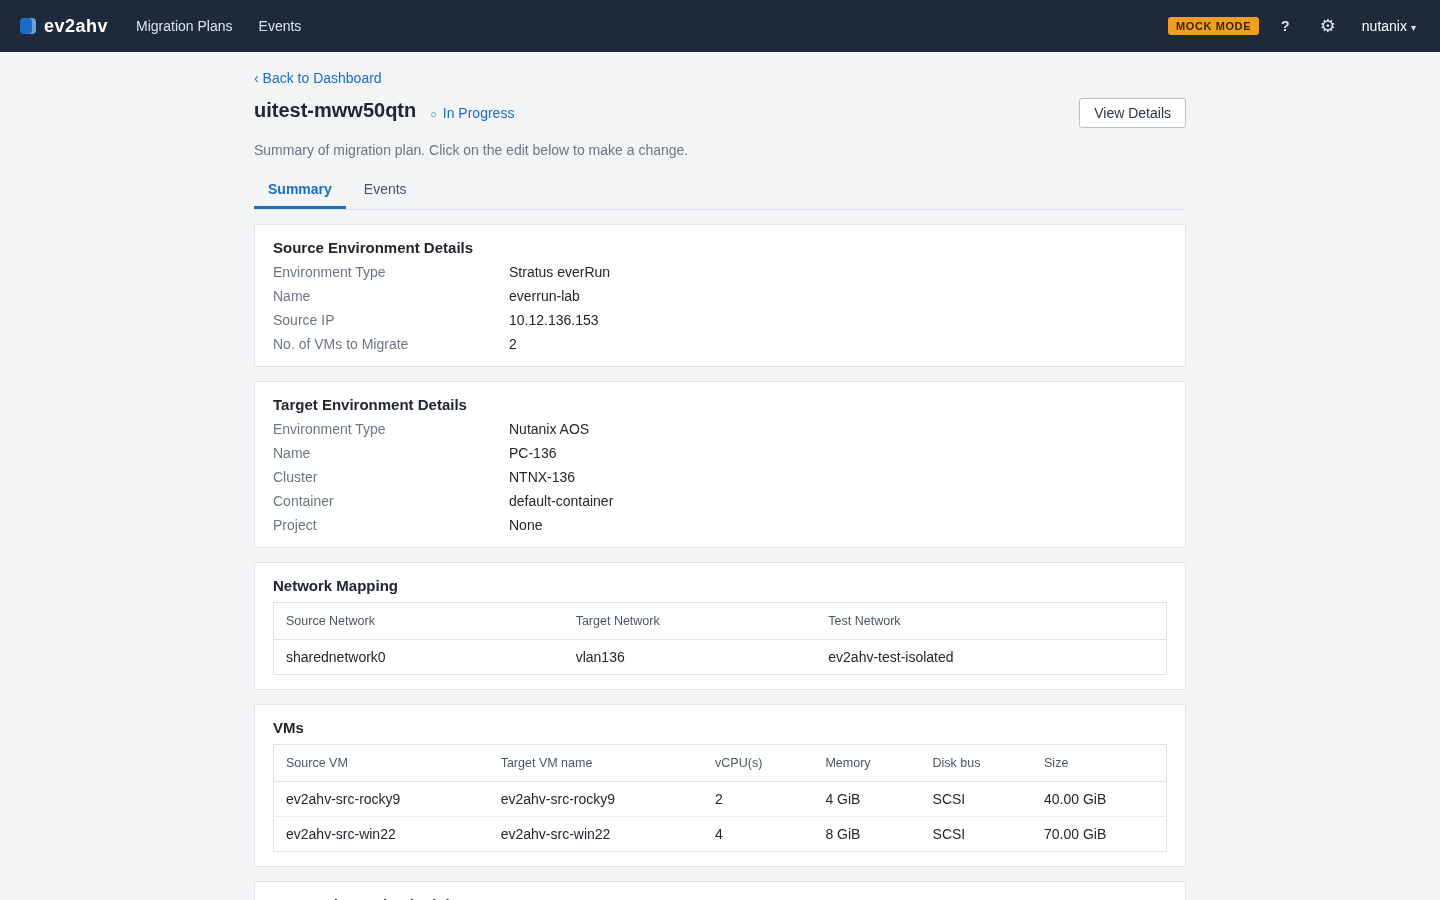 ev2ahv Migration Plans Events MOCK MODE ? nutanix ▾
‹ Back to Dashboard
uitest-mww50qtn ○ In Progress View Details
Summary of migration plan. Click on the edit below to make a change.
Summary Events
Source Environment Details
Environment Type Stratus everRun
Name everrun-lab
Source IP 10.12.136.153
No. of VMs to Migrate 2
Target Environment Details
Environment Type Nutanix AOS
Name PC-136
Cluster NTNX-136
Container default-container
Project None
Network Mapping
Source Network Target Network Test Network
sharednetwork0 vlan136 ev2ahv-test-isolated
VMs
Source VM Target VM name vCPU(s) Memory Disk bus Size
ev2ahv-src-rocky9 ev2ahv-src-rocky9 2 4 GiB SCSI 40.00 GiB
ev2ahv-src-win22 ev2ahv-src-win22 4 8 GiB SCSI 70.00 GiB